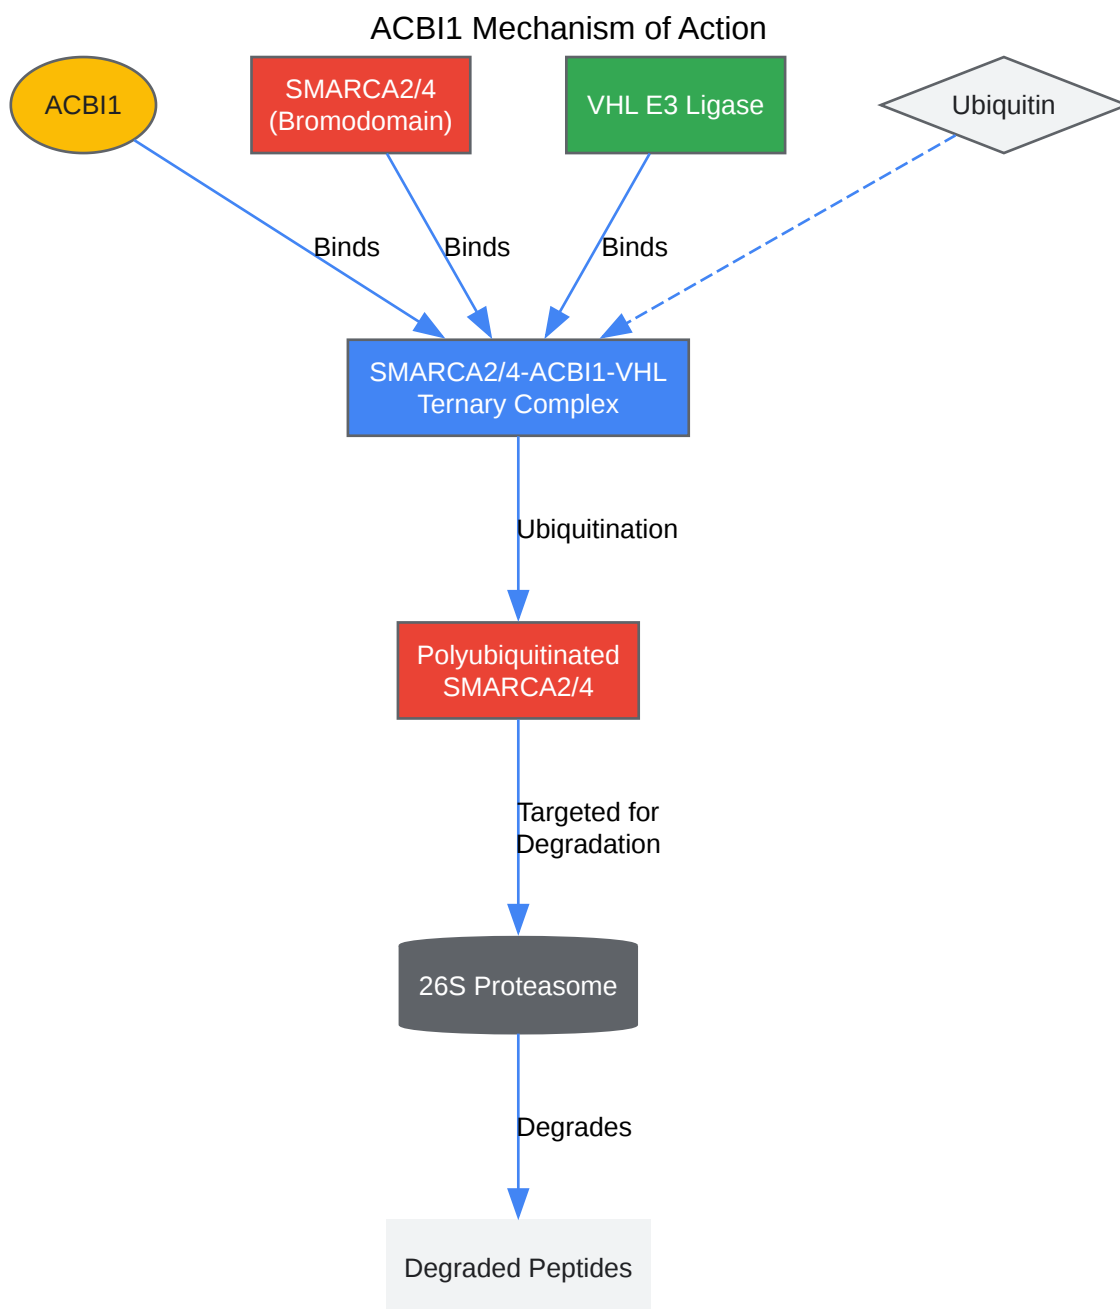 ACBI1 Mechanism of Action
ACBI1
SMARCA2/4
(Bromodomain)
VHL E3 Ligase
Ubiquitin
Binds
Binds
Binds
SMARCA2/4-ACBI1-VHL
Ternary Complex
Ubiquitination
Polyubiquitinated
SMARCA2/4
Targeted for
Degradation
26S Proteasome
Degrades
Degraded Peptides